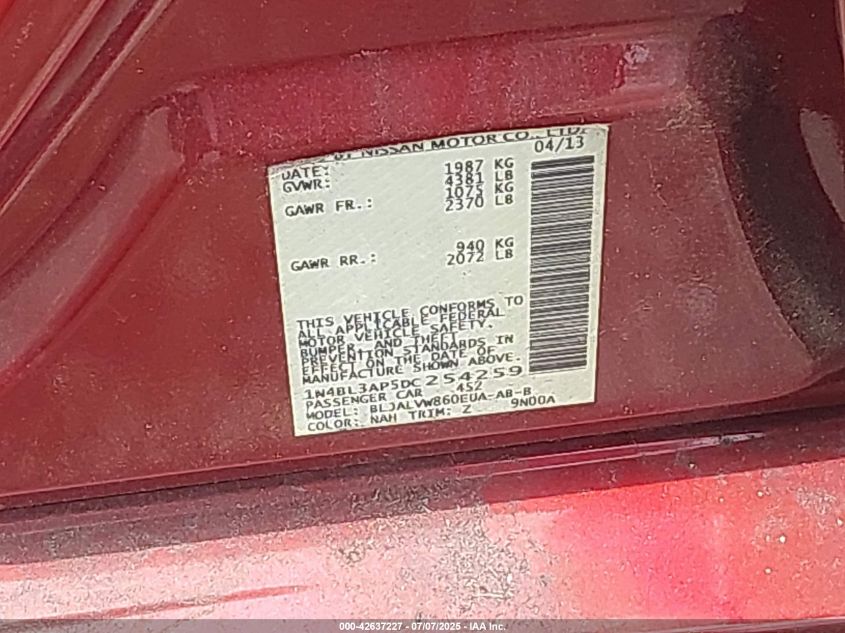 BY NISSAN MOTOR CO., LTD.
DATE: 04/13
GVWR: 1987 KG
4381 LB
GAWR FR.: 1075 KG
2370 LB
GAWR RR.: 940 KG
2072 LB
THIS VEHICLE CONFORMS TO
ALL APPLICABLE FEDERAL
MOTOR VEHICLE SAFETY,
BUMPER, AND THEFT
PREVENTION STANDARDS IN
EFFECT ON THE DATE OF
MANUFACTURE SHOWN ABOVE.
1N4BL3AP5DC254259
PASSENGER CAR 4S2
MODEL: BLJALVW860EUA-AB-B
COLOR: NAH TRIM: Z 9N00A
000-42637227 | 07/07/2025 - IAA Inc.